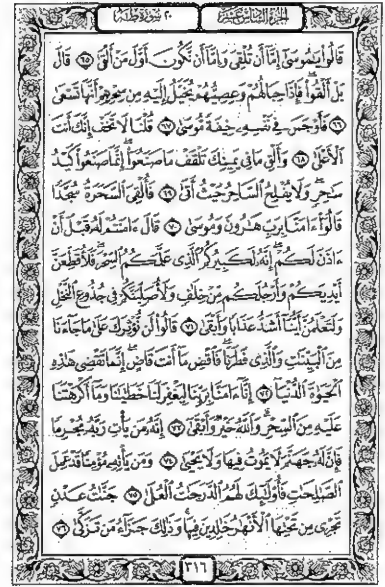 الجزء السادس عشر ٢٠ سورة طه
قَالُوا۟ يَـٰمُوسَىٰٓ إِمَّآ أَن تُلْقِىَ وَإِمَّآ أَن نَّكُونَ أَوَّلَ مَنْ أَلْقَىٰ ٦٥ قَالَ
بَلْ أَلْقُوا۟ ۖ فَإِذَا حِبَالُهُمْ وَعِصِيُّهُمْ يُخَيَّلُ إِلَيْهِ مِن سِحْرِهِمْ أَنَّهَا تَسْعَىٰ
٦٦ فَأَوْجَسَ فِى نَفْسِهِۦ خِيفَةً مُّوسَىٰ ٦٧ قُلْنَا لَا تَخَفْ إِنَّكَ أَنتَ
ٱلْأَعْلَىٰ ٦٨ وَأَلْقِ مَا فِى يَمِينِكَ تَلْقَفْ مَا صَنَعُوٓا۟ ۖ إِنَّمَا صَنَعُوا۟ كَيْدُ
سَـٰحِرٍ ۖ وَلَا يُفْلِحُ ٱلسَّاحِرُ حَيْثُ أَتَىٰ ٦٩ فَأُلْقِىَ ٱلسَّحَرَةُ سُجَّدًا
قَالُوٓا۟ ءَامَنَّا بِرَبِّ هَـٰرُونَ وَمُوسَىٰ ٧٠ قَالَ ءَامَنتُمْ لَهُۥ قَبْلَ أَنْ
ءَاذَنَ لَكُمْ ۖ إِنَّهُۥ لَكَبِيرُكُمُ ٱلَّذِى عَلَّمَكُمُ ٱلسِّحْرَ ۖ فَلَأُقَطِّعَنَّ
أَيْدِيَكُمْ وَأَرْجُلَكُم مِّنْ خِلَـٰفٍ وَلَأُصَلِّبَنَّكُمْ فِى جُذُوعِ ٱلنَّخْلِ
وَلَتَعْلَمُنَّ أَيُّنَآ أَشَدُّ عَذَابًا وَأَبْقَىٰ ٧١ قَالُوا۟ لَن نُّؤْثِرَكَ عَلَىٰ مَا جَآءَنَا
مِنَ ٱلْبَيِّنَـٰتِ وَٱلَّذِى فَطَرَنَا ۖ فَٱقْضِ مَآ أَنتَ قَاضٍ ۖ إِنَّمَا تَقْضِى هَـٰذِهِ
ٱلْحَيَوٰةَ ٱلدُّنْيَآ ٧٢ إِنَّآ ءَامَنَّا بِرَبِّنَا لِيَغْفِرَ لَنَا خَطَـٰيَـٰنَا وَمَآ أَكْرَهْتَنَا
عَلَيْهِ مِنَ ٱلسِّحْرِ ۗ وَٱللَّهُ خَيْرٌ وَأَبْقَىٰٓ ٧٣ إِنَّهُۥ مَن يَأْتِ رَبَّهُۥ مُجْرِمًا
فَإِنَّ لَهُۥ جَهَنَّمَ لَا يَمُوتُ فِيهَا وَلَا يَحْيَىٰ ٧٤ وَمَن يَأْتِهِۦ مُؤْمِنًا قَدْ عَمِلَ
ٱلصَّـٰلِحَـٰتِ فَأُو۟لَـٰٓئِكَ لَهُمُ ٱلدَّرَجَـٰتُ ٱلْعُلَىٰ ٧٥ جَنَّـٰتُ عَدْنٍ
تَجْرِى مِن تَحْتِهَا ٱلْأَنْهَـٰرُ خَـٰلِدِينَ فِيهَا ۚ وَذَٰلِكَ جَزَآءُ مَن تَزَكَّىٰ ٧٦
٣١٦